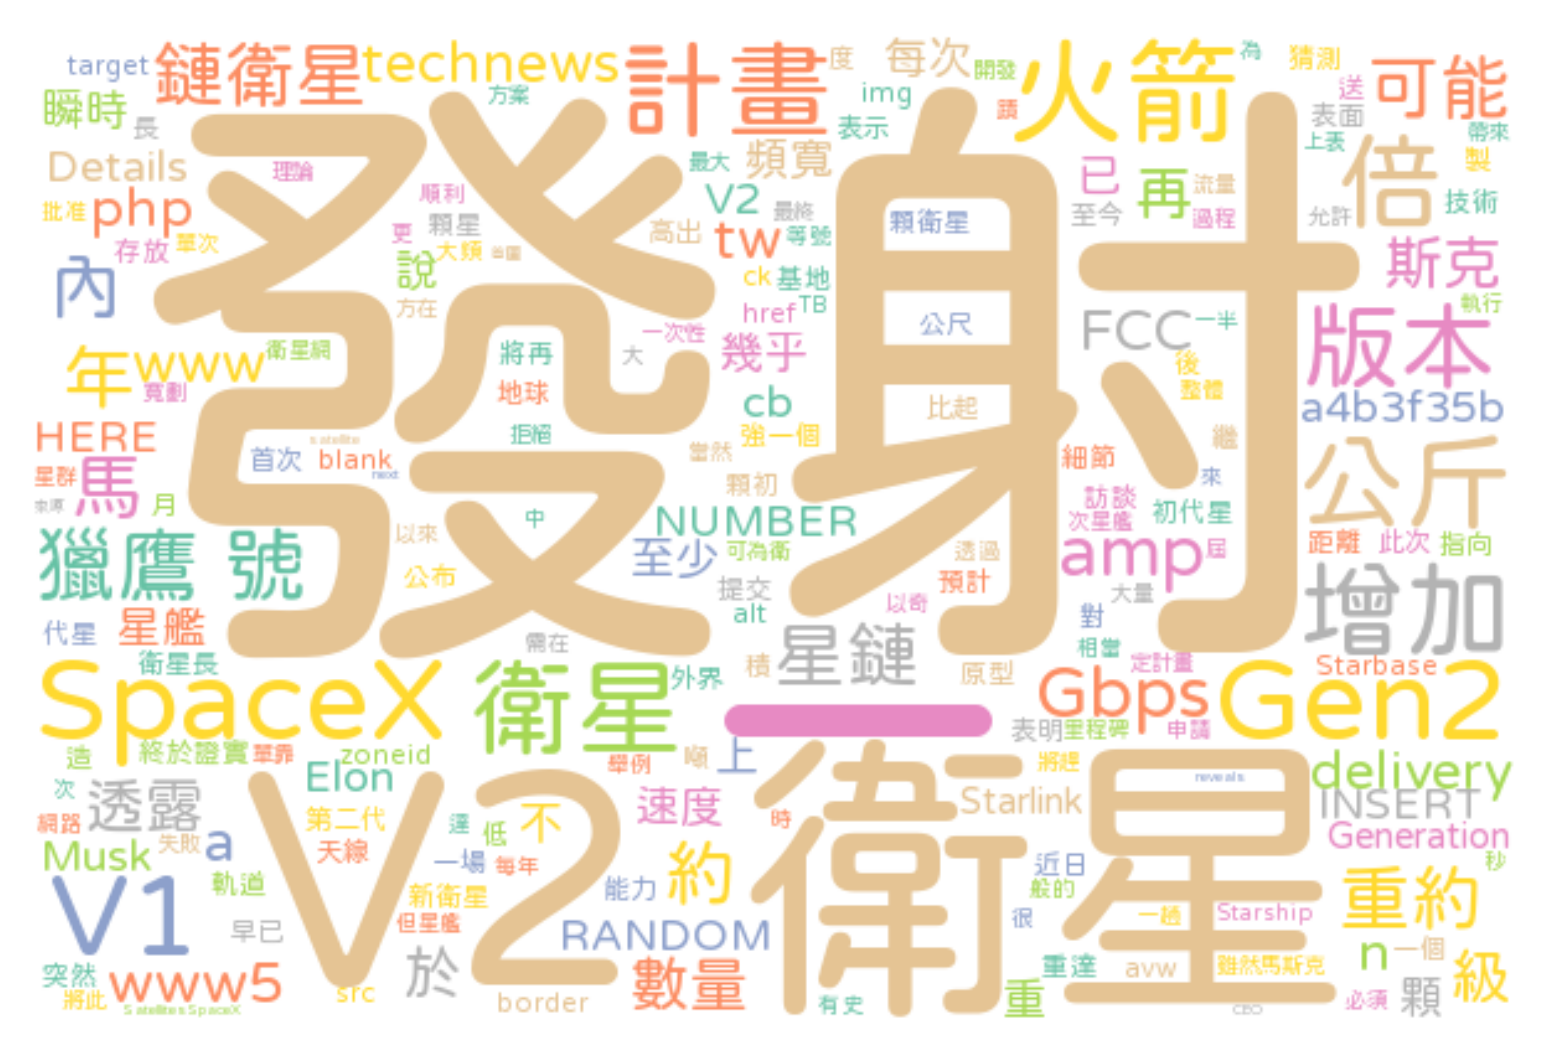 target 鏈衛星 technews 計畫 度 每次 開發 火箭 為 猜測 可能
瞬時 長 方案 img 表示 饋 送 表面 帶來
Details 理論 最大 頻寬 已 再 流量 上表 倍 製
批准 php 順利 V2 最終 至今 過程 允許 技術
存放 單次 更 顆星 大頻 高出 tw 等號 顆衛星 斯克
內 說 ck 基地 執行
方在 href TB 公尺 FCC 一半 版本
年 www 衛星網 將再 一次性 大 幾乎 後
寬劃 地球 cb 比起 整體 a4b3f35b
HERE satellite 拒絕 強一個 繼 公斤
星群 馬 首次 blank next 當然 細節 來
月 顆初 訪談
發射
獵鷹 號 以來 中 NUMBER 次星艦 初代星
公布 至少 可為衛 透過 amp 屆 距離 此次 指向
提交 預計 大量 增加
代星 星艦 需在 alt 以奇 對
衛星長 星鏈 相當
SpaceX 衛星 外界 積 原型 定計畫 Starbase
一 Gbps Gen2
造 終於證實 單靠 zoneid 舉例 噸 上 表明 里程碑 申請
次 透露 Elon 將趕 reveals delivery
網路 第二代 不 速度 Starlink INSERT
Musk 失敗 a 天線 達 低 時 Generation
V2 衛星
V1 軌道 一場 每年 約 近日 秒
新衛星 能力 般的 重約
早已 但星艦 RANDOM 很 一趟 Starship
突然 www5 於 數量 重達 avw 雖然馬斯克 n 一個 級
將此 src border 有史 重 必須 顆
Satellites SpaceX CEO